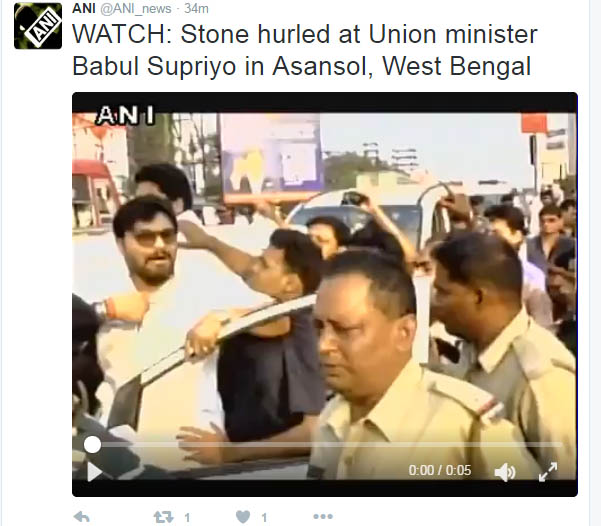 ANI @ANI_news · 34m
WATCH: Stone hurled at Union minister
Babul Supriyo in Asansol, West Bengal
ANI
0:00 / 0:05
1 1